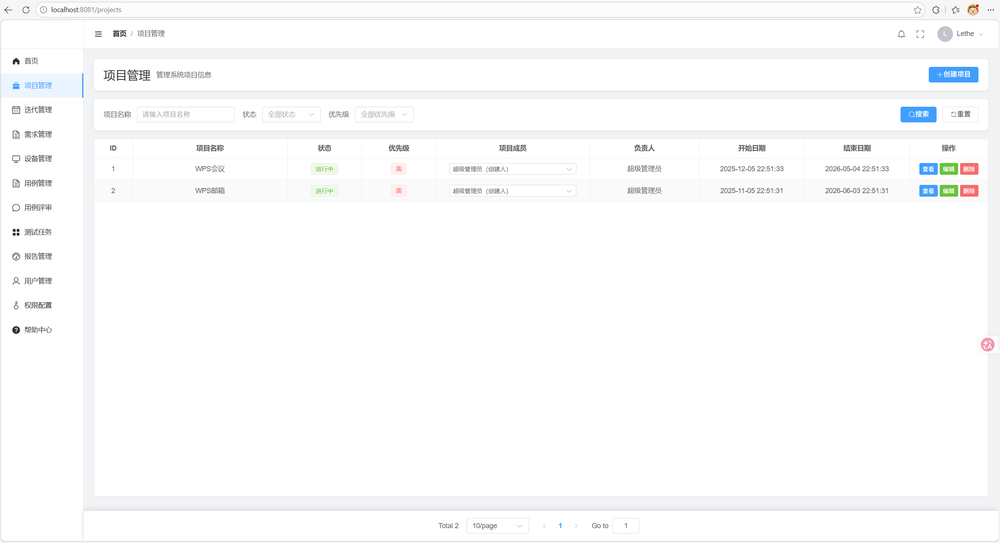 localhost:8081/projects
首页 / 项目管理
L Lethe
首页
项目管理
迭代管理
需求管理
设备管理
用例管理
用例评审
测试任务
报告管理
用户管理
权限配置
帮助中心
项目管理 管理系统项目信息
创建项目
项目名称 请输入项目名称 状态 全部状态 优先级 全部优先级 搜索 重置
ID 项目名称 状态 优先级 项目成员 负责人 开始日期 结束日期 操作
1 WPS会议 进行中 高 超级管理员（创建人） 超级管理员 2025-12-05 22:51:33 2026-05-04 22:51:33 查看 编辑 删除
2 WPS邮箱 进行中 高 超级管理员（创建人） 超级管理员 2025-11-05 22:51:31 2026-06-03 22:51:31 查看 编辑 删除
Total 2 10/page 1 Go to 1